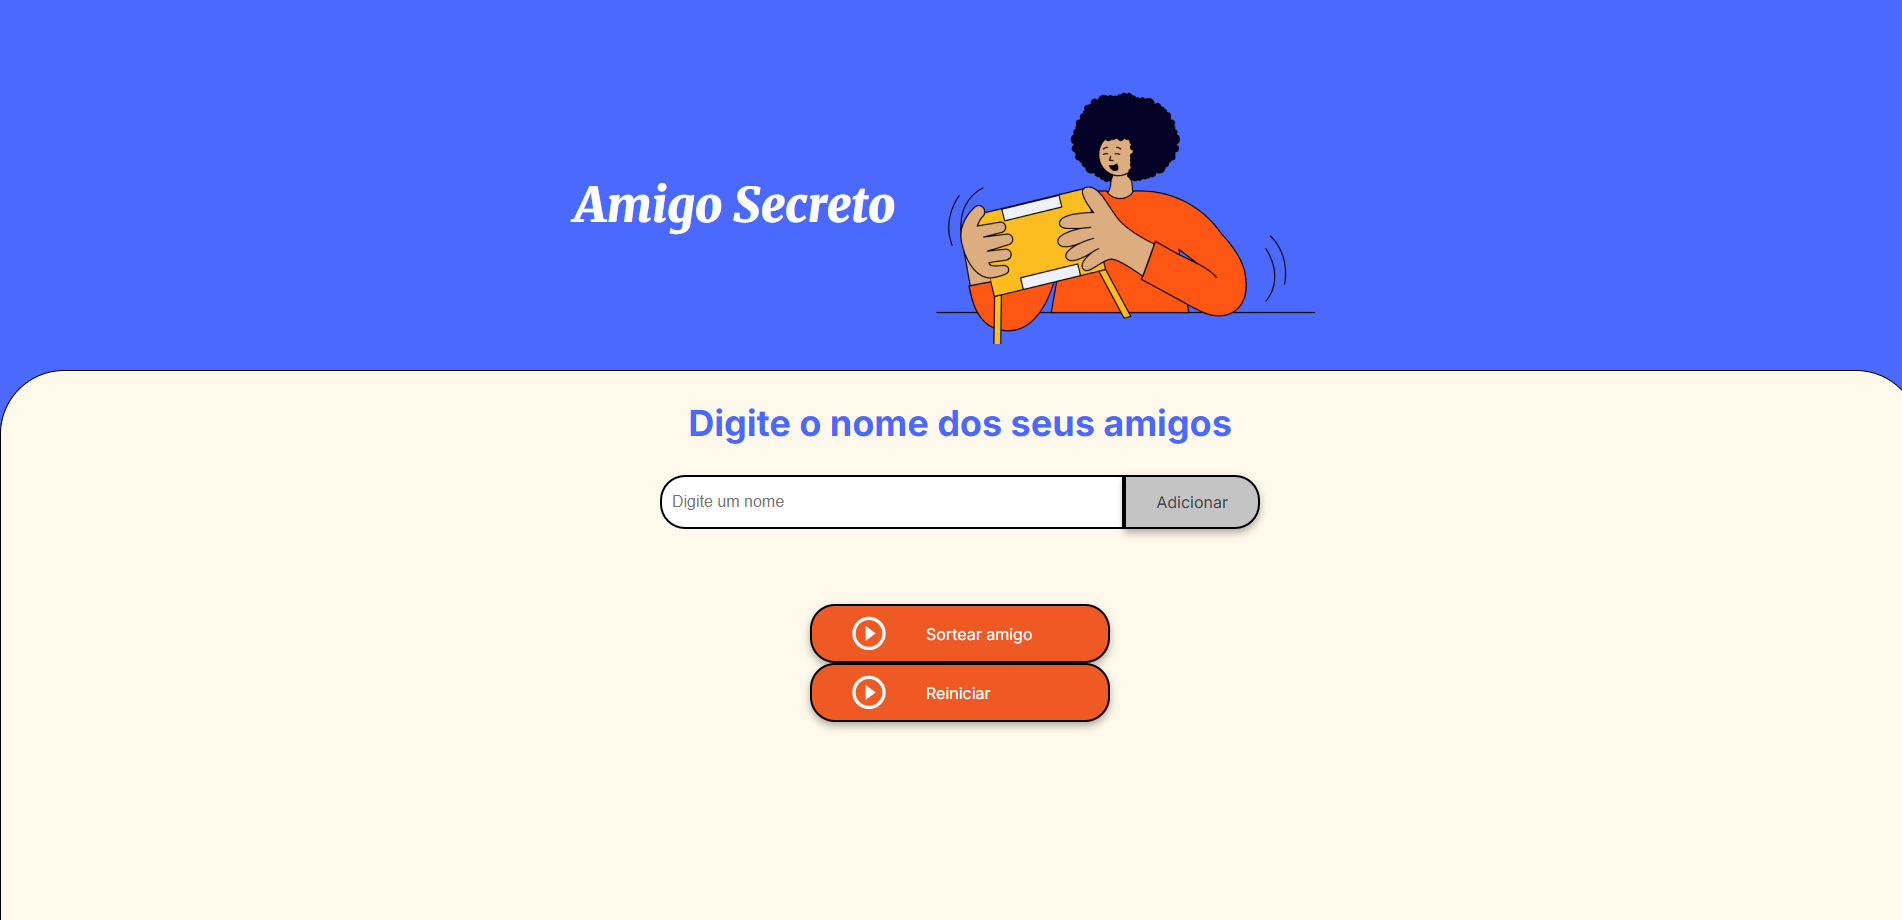 Amigo Secreto
Digite o nome dos seus amigos
Digite um nome
Adicionar
Sortear amigo
Reiniciar